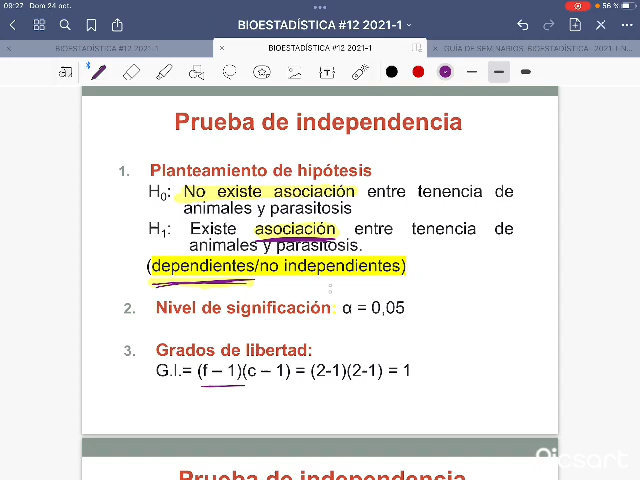 09:27 Dom 24 oct.
56 %
BIOESTADÍSTICA #12 2021-1
BIOESTADÍSTICA #12 2021-1
BIOESTADÍSTICA #12 2021-1
GUÍA DE SEMINARIOS. BIOESTADÍSTICA- 2021-1 N...
Prueba de independencia
1. Planteamiento de hipótesis
H0: No existe asociación entre tenencia de
animales y parasitosis
H1: Existe asociación entre tenencia de
animales y parasitosis.
(dependientes/no independientes)
2. Nivel de significación: α = 0,05
3. Grados de libertad:
G.l.= (f – 1)(c – 1) = (2-1)(2-1) = 1
Picsart
Prueba de independencia